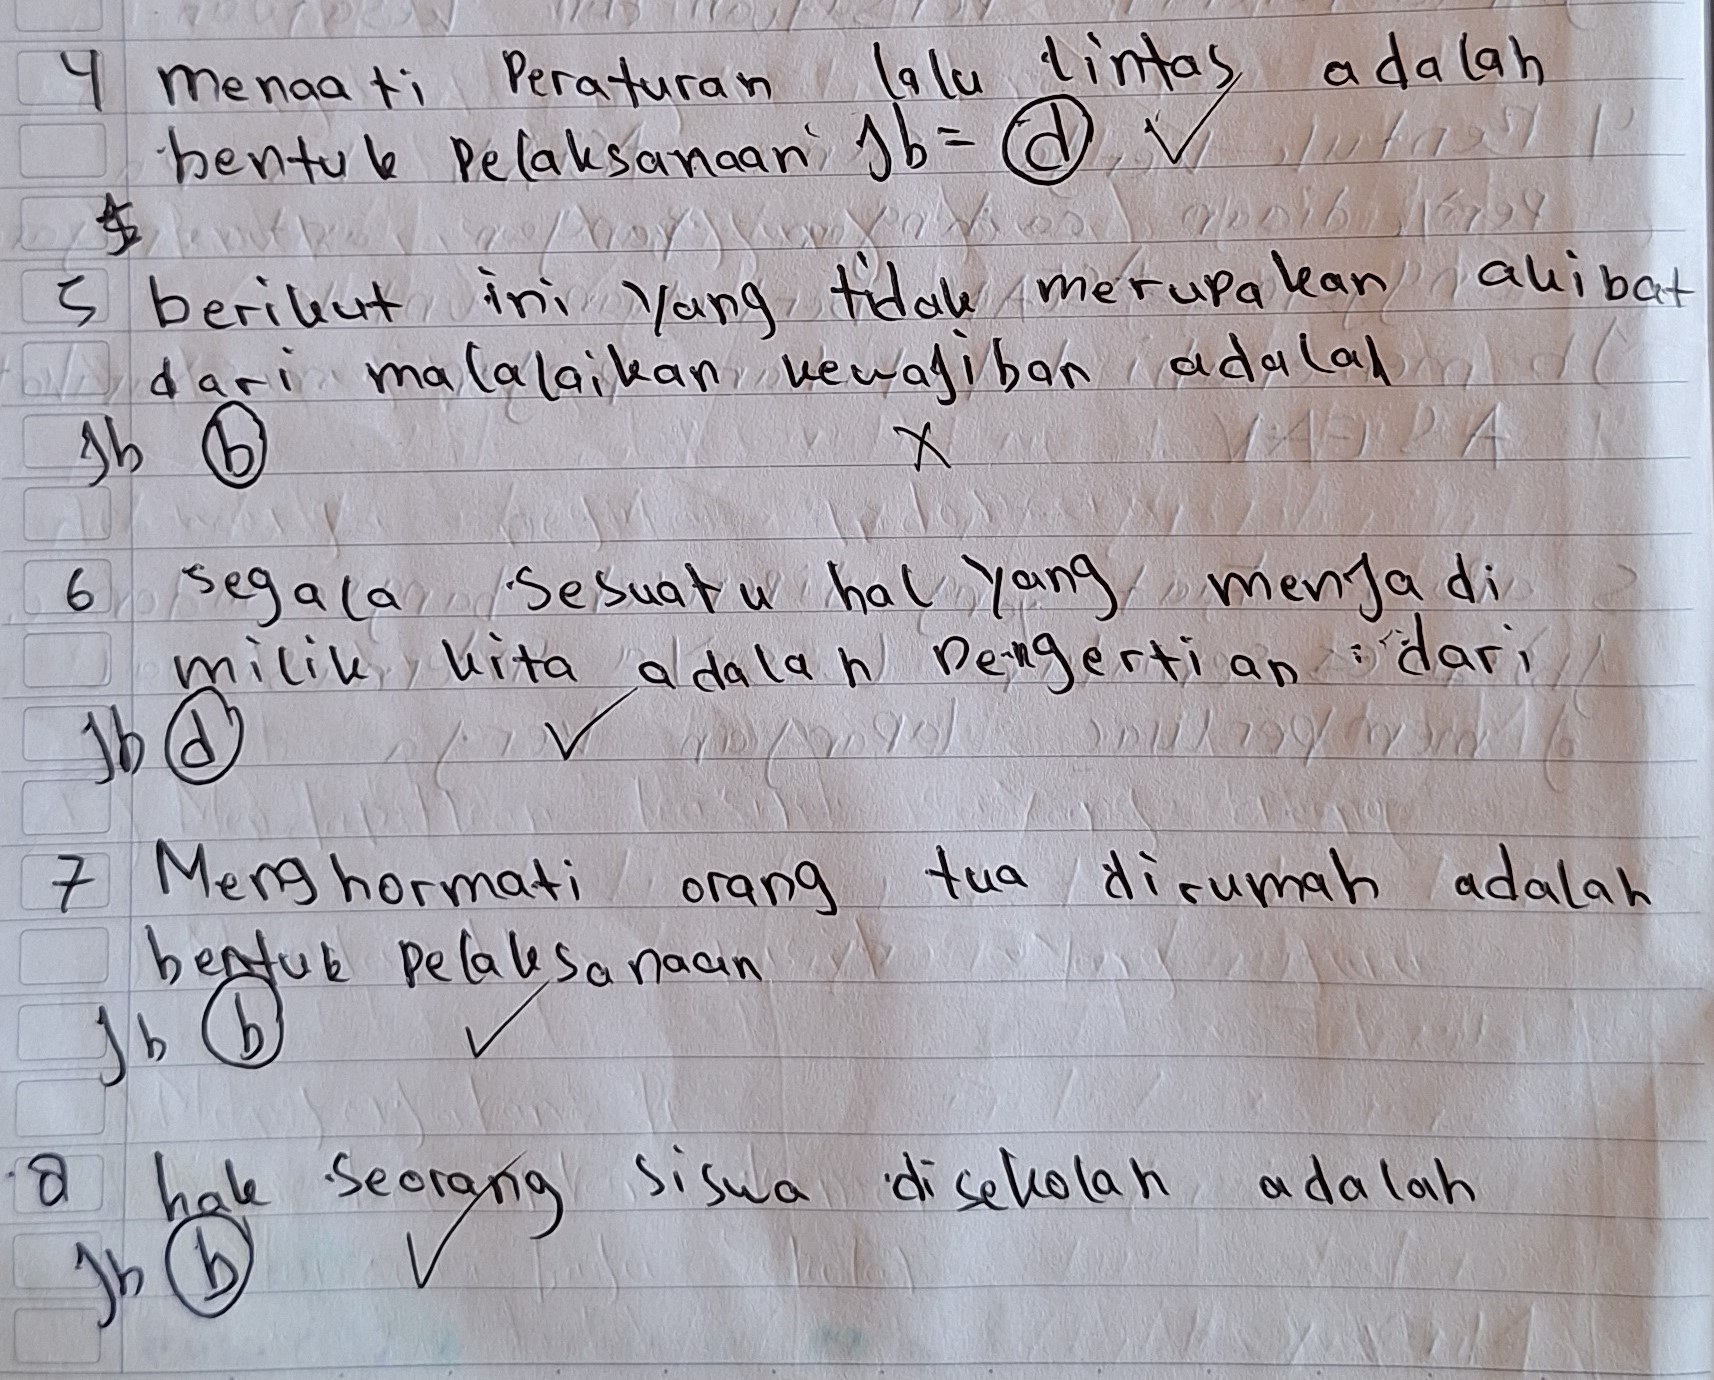 4 menaati Peraturan lalu lintas adalah
bentuk Pelaksanaan Jb = d ✓
5 berikut ini Yang tidak merupakan akibat
dari malalaikan kewajiban adalah
Jb b X
6 segala Sesuatu hal Yang menjadi
milik kita adalah Pengertian dari
Jb d ✓
7 Menghormati orang tua dirumah adalah
bentuk Pelaksanaan
Jb b ✓
8 hak Seorang Siswa disekolah adalah
Jb b ✓